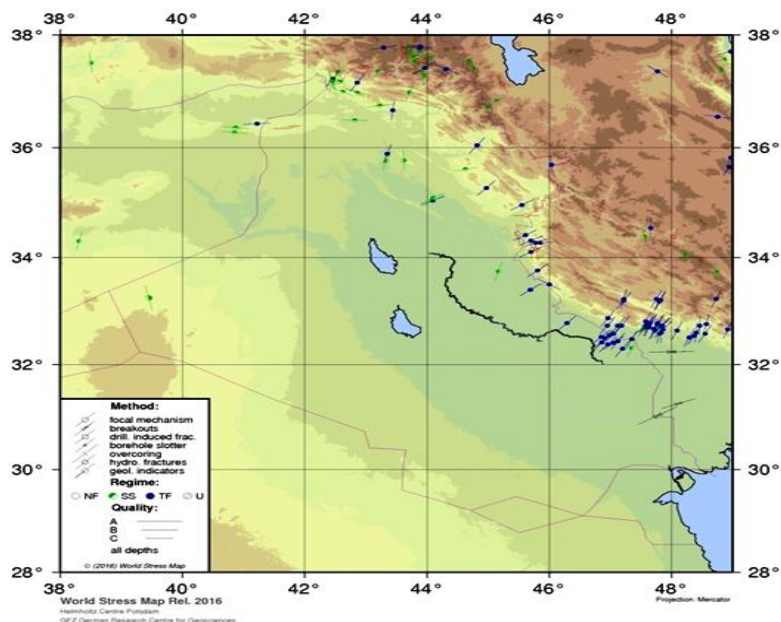 38° 40° 42° 44° 46° 48°
38° 38°
36° 36°
34° 34°
32° 32°
30° 30°
28° 28°
Method:
focal mechanism
breakouts
drill. induced frac.
borehole slotter
overcoring
hydro. fractures
geol. indicators
Regime:
NF SS TF U
Quality:
A
B
C
all depths
© (2016) World Stress Map
38° 40° 42° 44° 46° 48°
World Stress Map Rel. 2016
Projection: Mercator
Helmholtz Centre Potsdam
GFZ German Research Centre for Geosciences